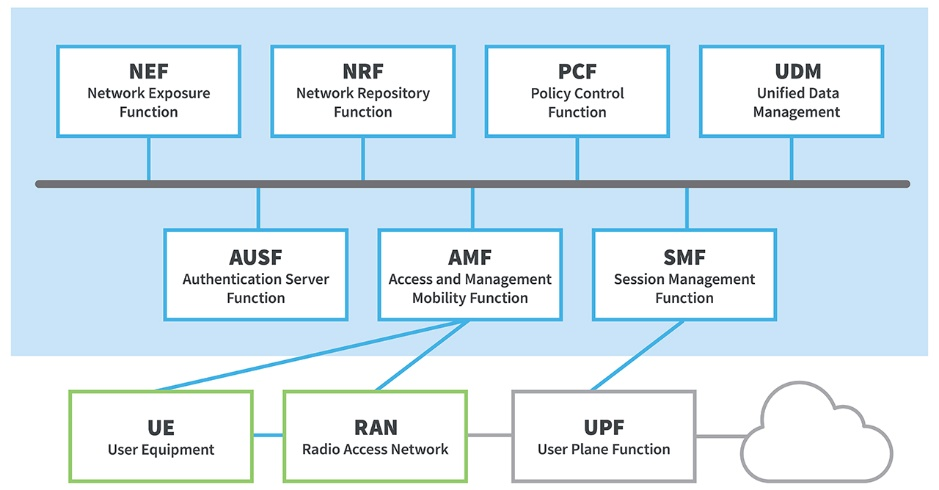 NEF
Network Exposure
Function
NRF
Network Repository
Function
PCF
Policy Control
Function
UDM
Unified Data
Management
AUSF
Authentication Server
Function
AMF
Access and Management
Mobility Function
SMF
Session Management
Function
UE
User Equipment
RAN
Radio Access Network
UPF
User Plane Function